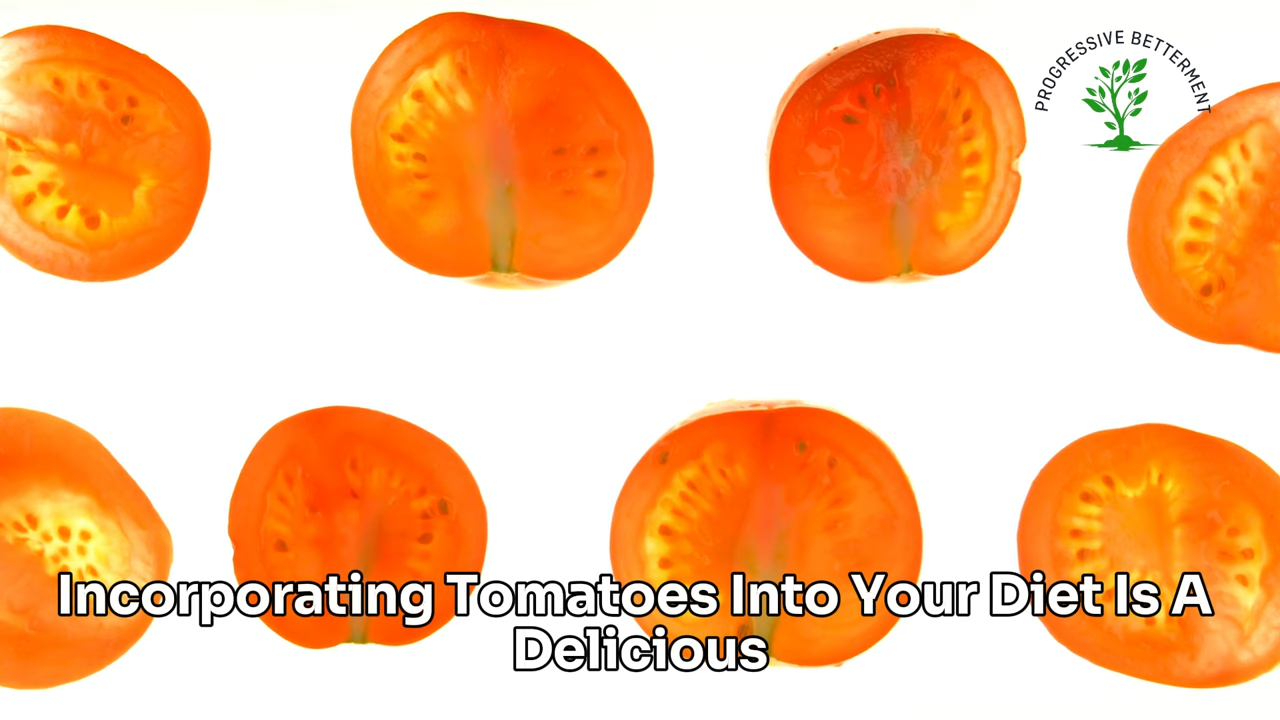 PROGRESSIVE BETTERMENT
Incorporating Tomatoes Into Your Diet Is A
Delicious